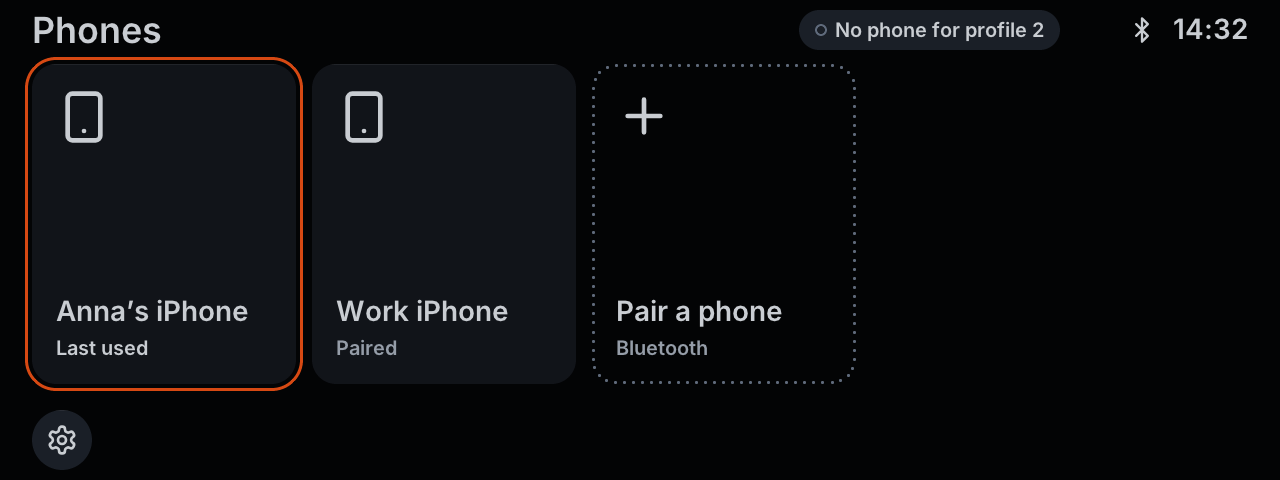 Phones
No phone for profile 2
14:32
Anna’s iPhone
Last used
Work iPhone
Paired
Pair a phone
Bluetooth